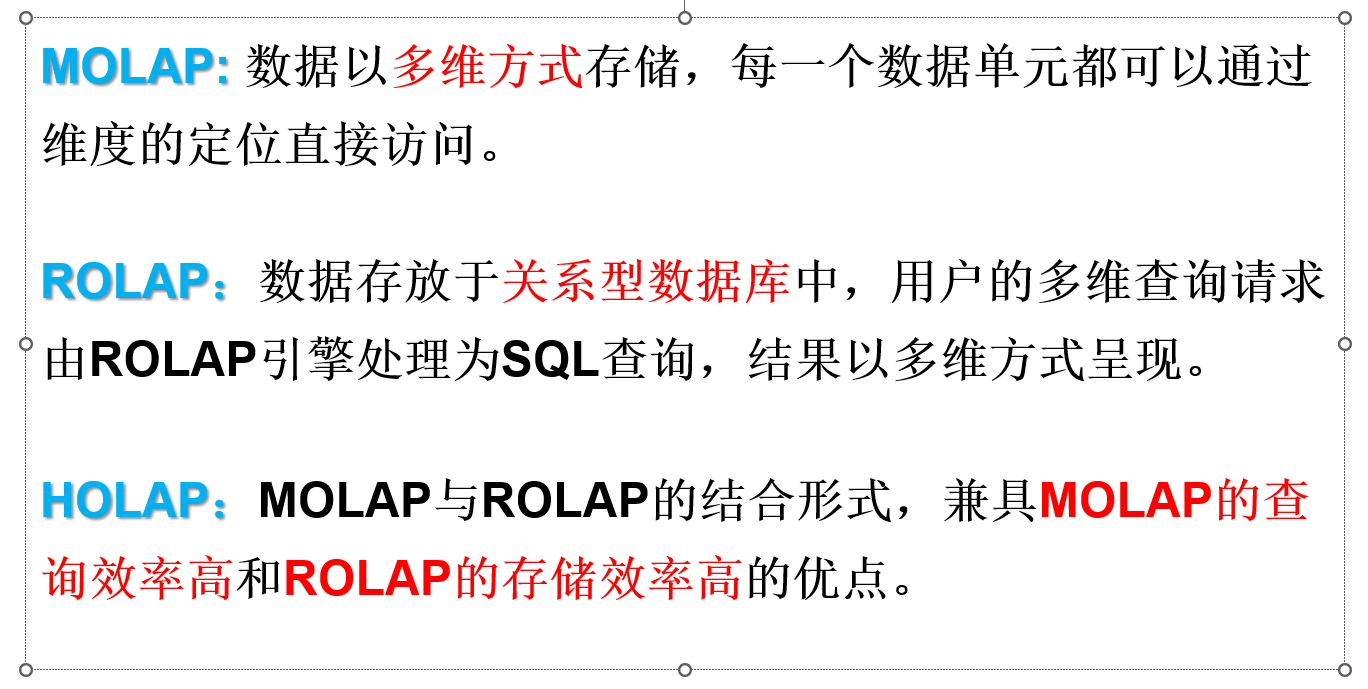 MOLAP: 数据以多维方式存储，每一个数据单元都可以通过
维度的定位直接访问。
ROLAP：数据存放于关系型数据库中，用户的多维查询请求
由ROLAP引擎处理为SQL查询，结果以多维方式呈现。
HOLAP：MOLAP与ROLAP的结合形式，兼具MOLAP的查
询效率高和ROLAP的存储效率高的优点。